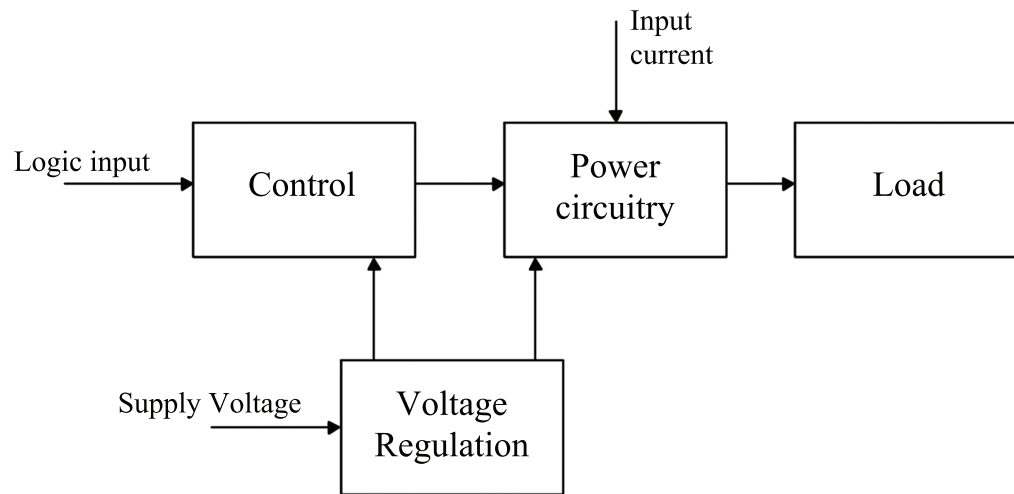 Input
current
Logic input
Control
Power
circuitry
Load
Supply Voltage
Voltage
Regulation